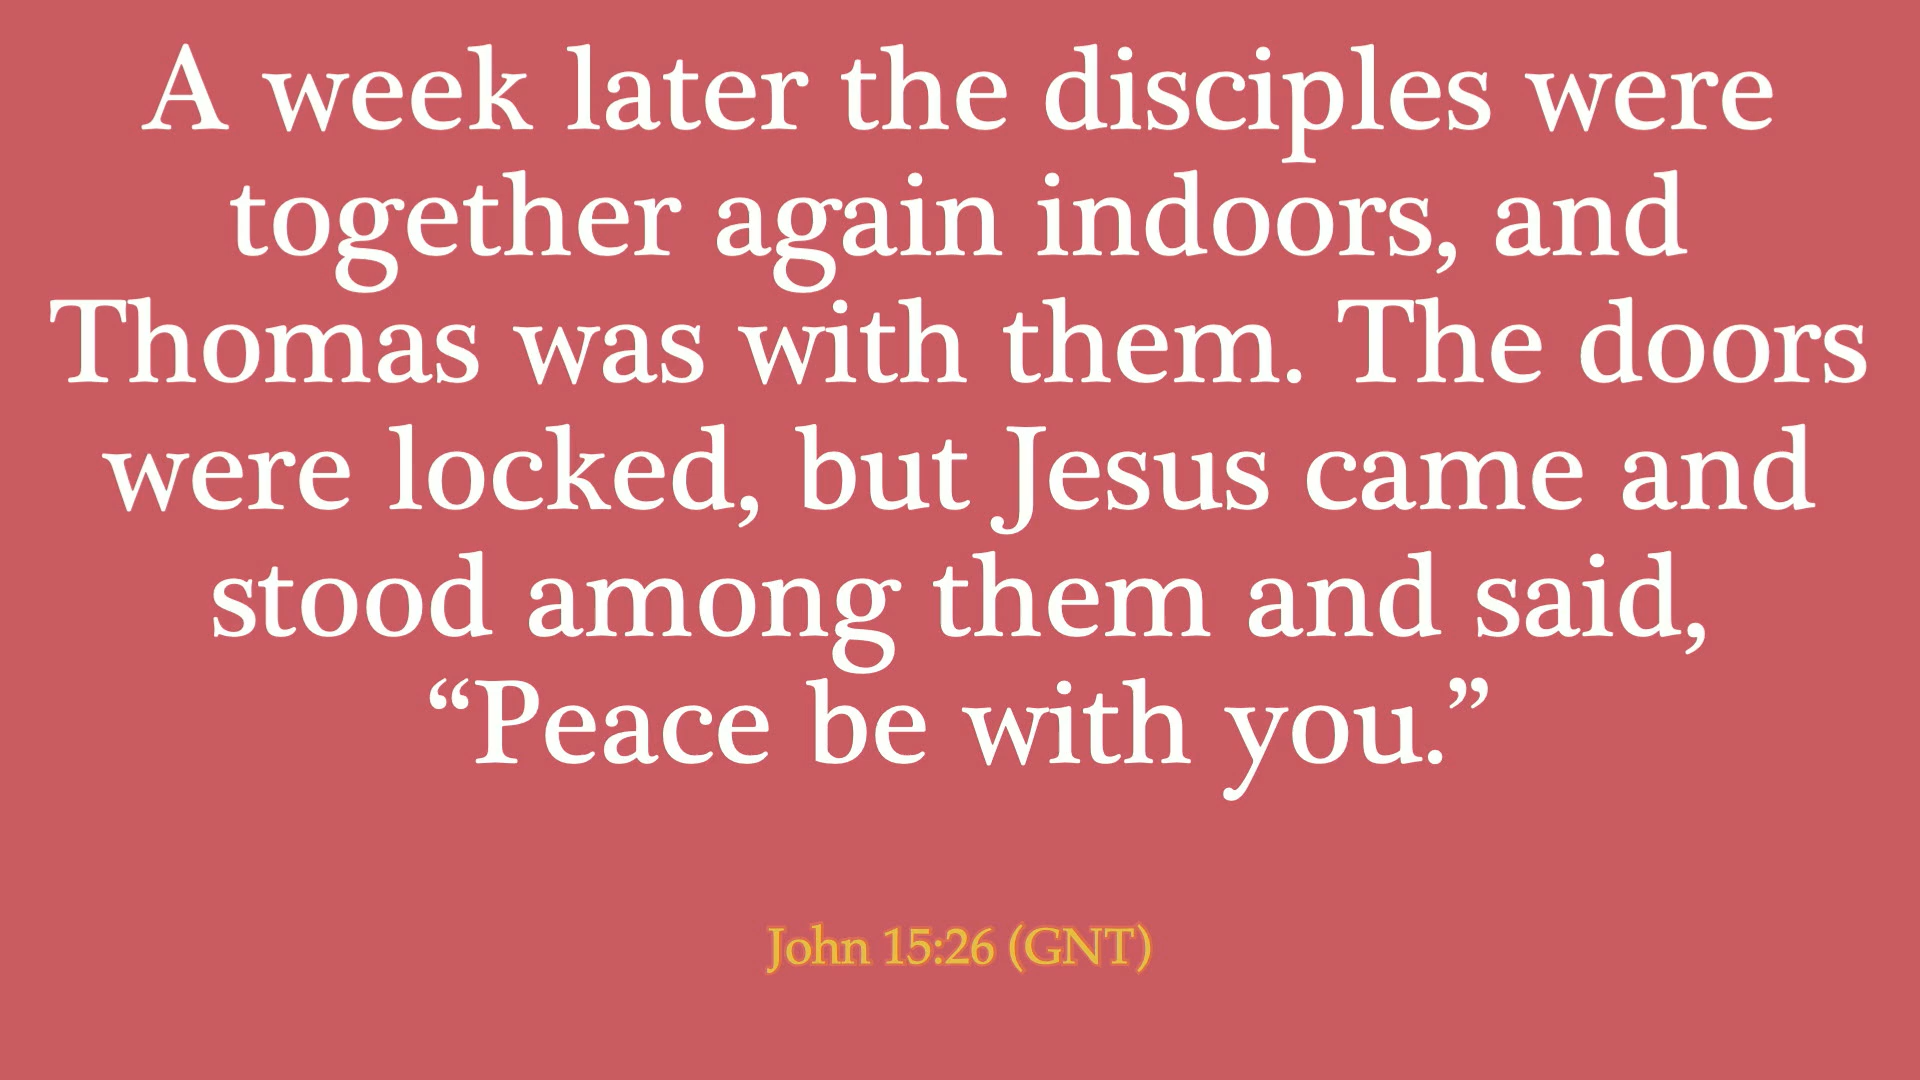 A week later the disciples were
together again indoors, and
Thomas was with them. The doors
were locked, but Jesus came and
stood among them and said,
“Peace be with you.”
John 15:26 (GNT)